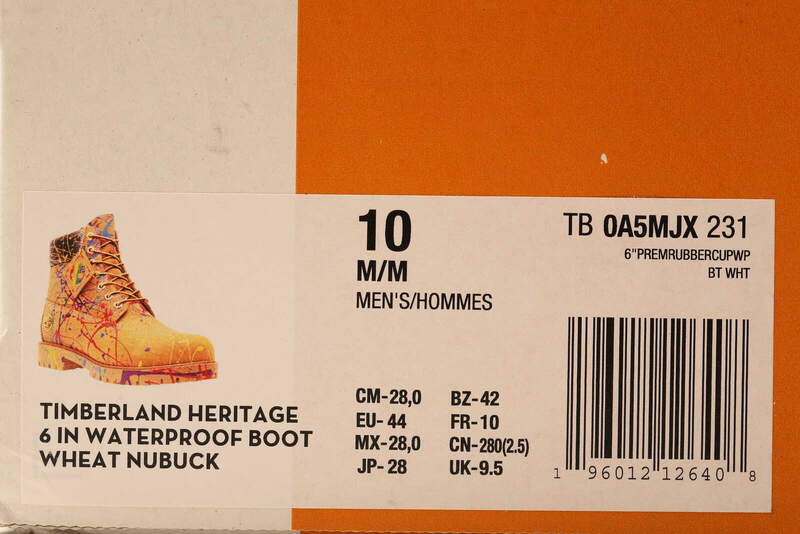 TIMBERLAND HERITAGE
6 IN WATERPROOF BOOT
WHEAT NUBUCK
10
M/M
MEN'S/HOMMES
CM-28,0 BZ-42
EU-44 FR-10
MX-28,0 CN-280(2.5)
JP-28 UK-9.5
TB 0A5MJX 231
6"PREMRUBBERCUPWP
BT WHT
1 96012 12640 8